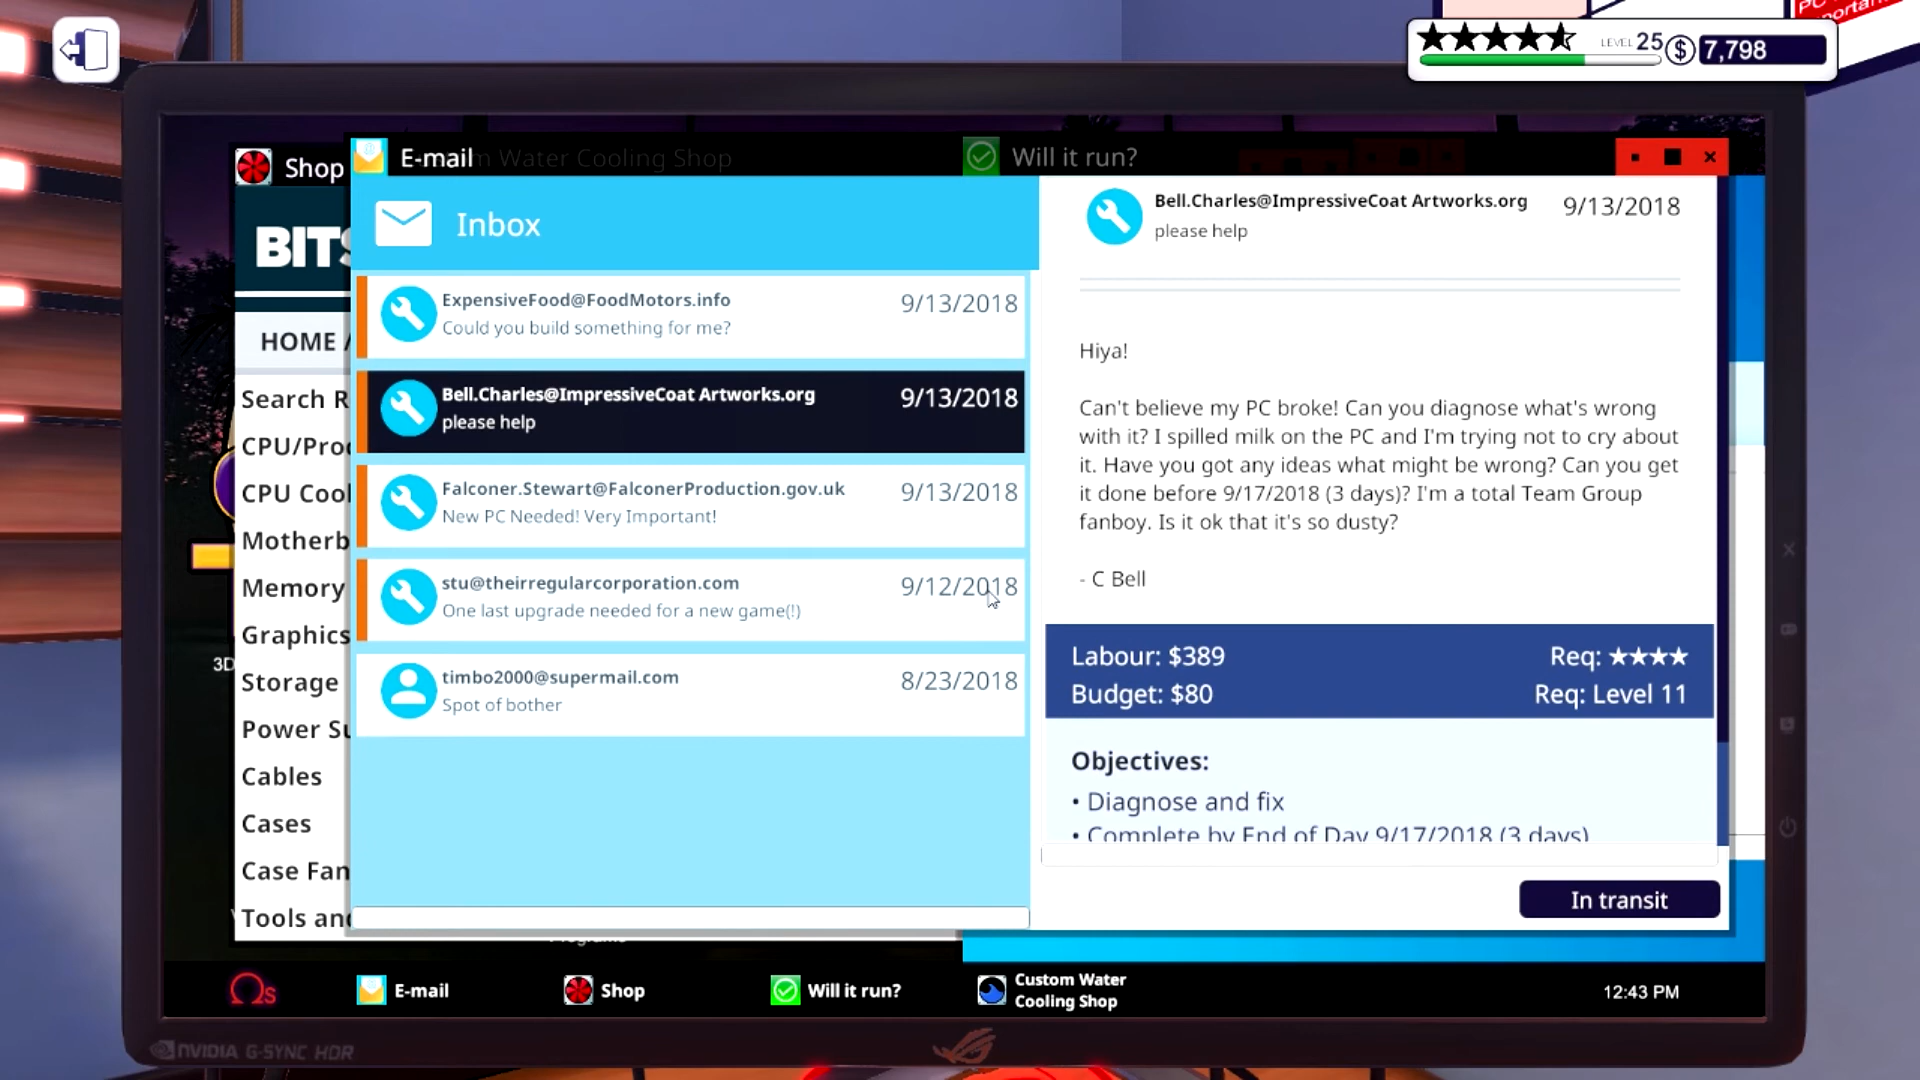 LEVEL 25
$ 7,798
Shop
E-mail
m Water Cooling Shop
Will it run?
BITS
HOME /
Search R
CPU/Proc
CPU Cool
Motherb
Memory
Graphics
Storage
Power Su
Cables
Cases
Case Fan
Tools and
3D
Inbox
ExpensiveFood@FoodMotors.info
9/13/2018
Could you build something for me?
Bell.Charles@ImpressiveCoat Artworks.org
9/13/2018
please help
Falconer.Stewart@FalconerProduction.gov.uk
9/13/2018
New PC Needed! Very Important!
stu@theirregularcorporation.com
9/12/2018
One last upgrade needed for a new game(!)
timbo2000@supermail.com
8/23/2018
Spot of bother
Bell.Charles@ImpressiveCoat Artworks.org
9/13/2018
please help
Hiya!
Can't believe my PC broke! Can you diagnose what's wrong
with it? I spilled milk on the PC and I'm trying not to cry about
it. Have you got any ideas what might be wrong? Can you get
it done before 9/17/2018 (3 days)? I'm a total Team Group
fanboy. Is it ok that it's so dusty?
- C Bell
Labour: $389
Req: ★★★★
Budget: $80
Req: Level 11
Objectives:
• Diagnose and fix
• Complete by End of Day 9/17/2018 (3 days)
In transit
E-mail
Shop
Will it run?
Custom Water
Cooling Shop
12:43 PM
NVIDIA G-SYNC HDR